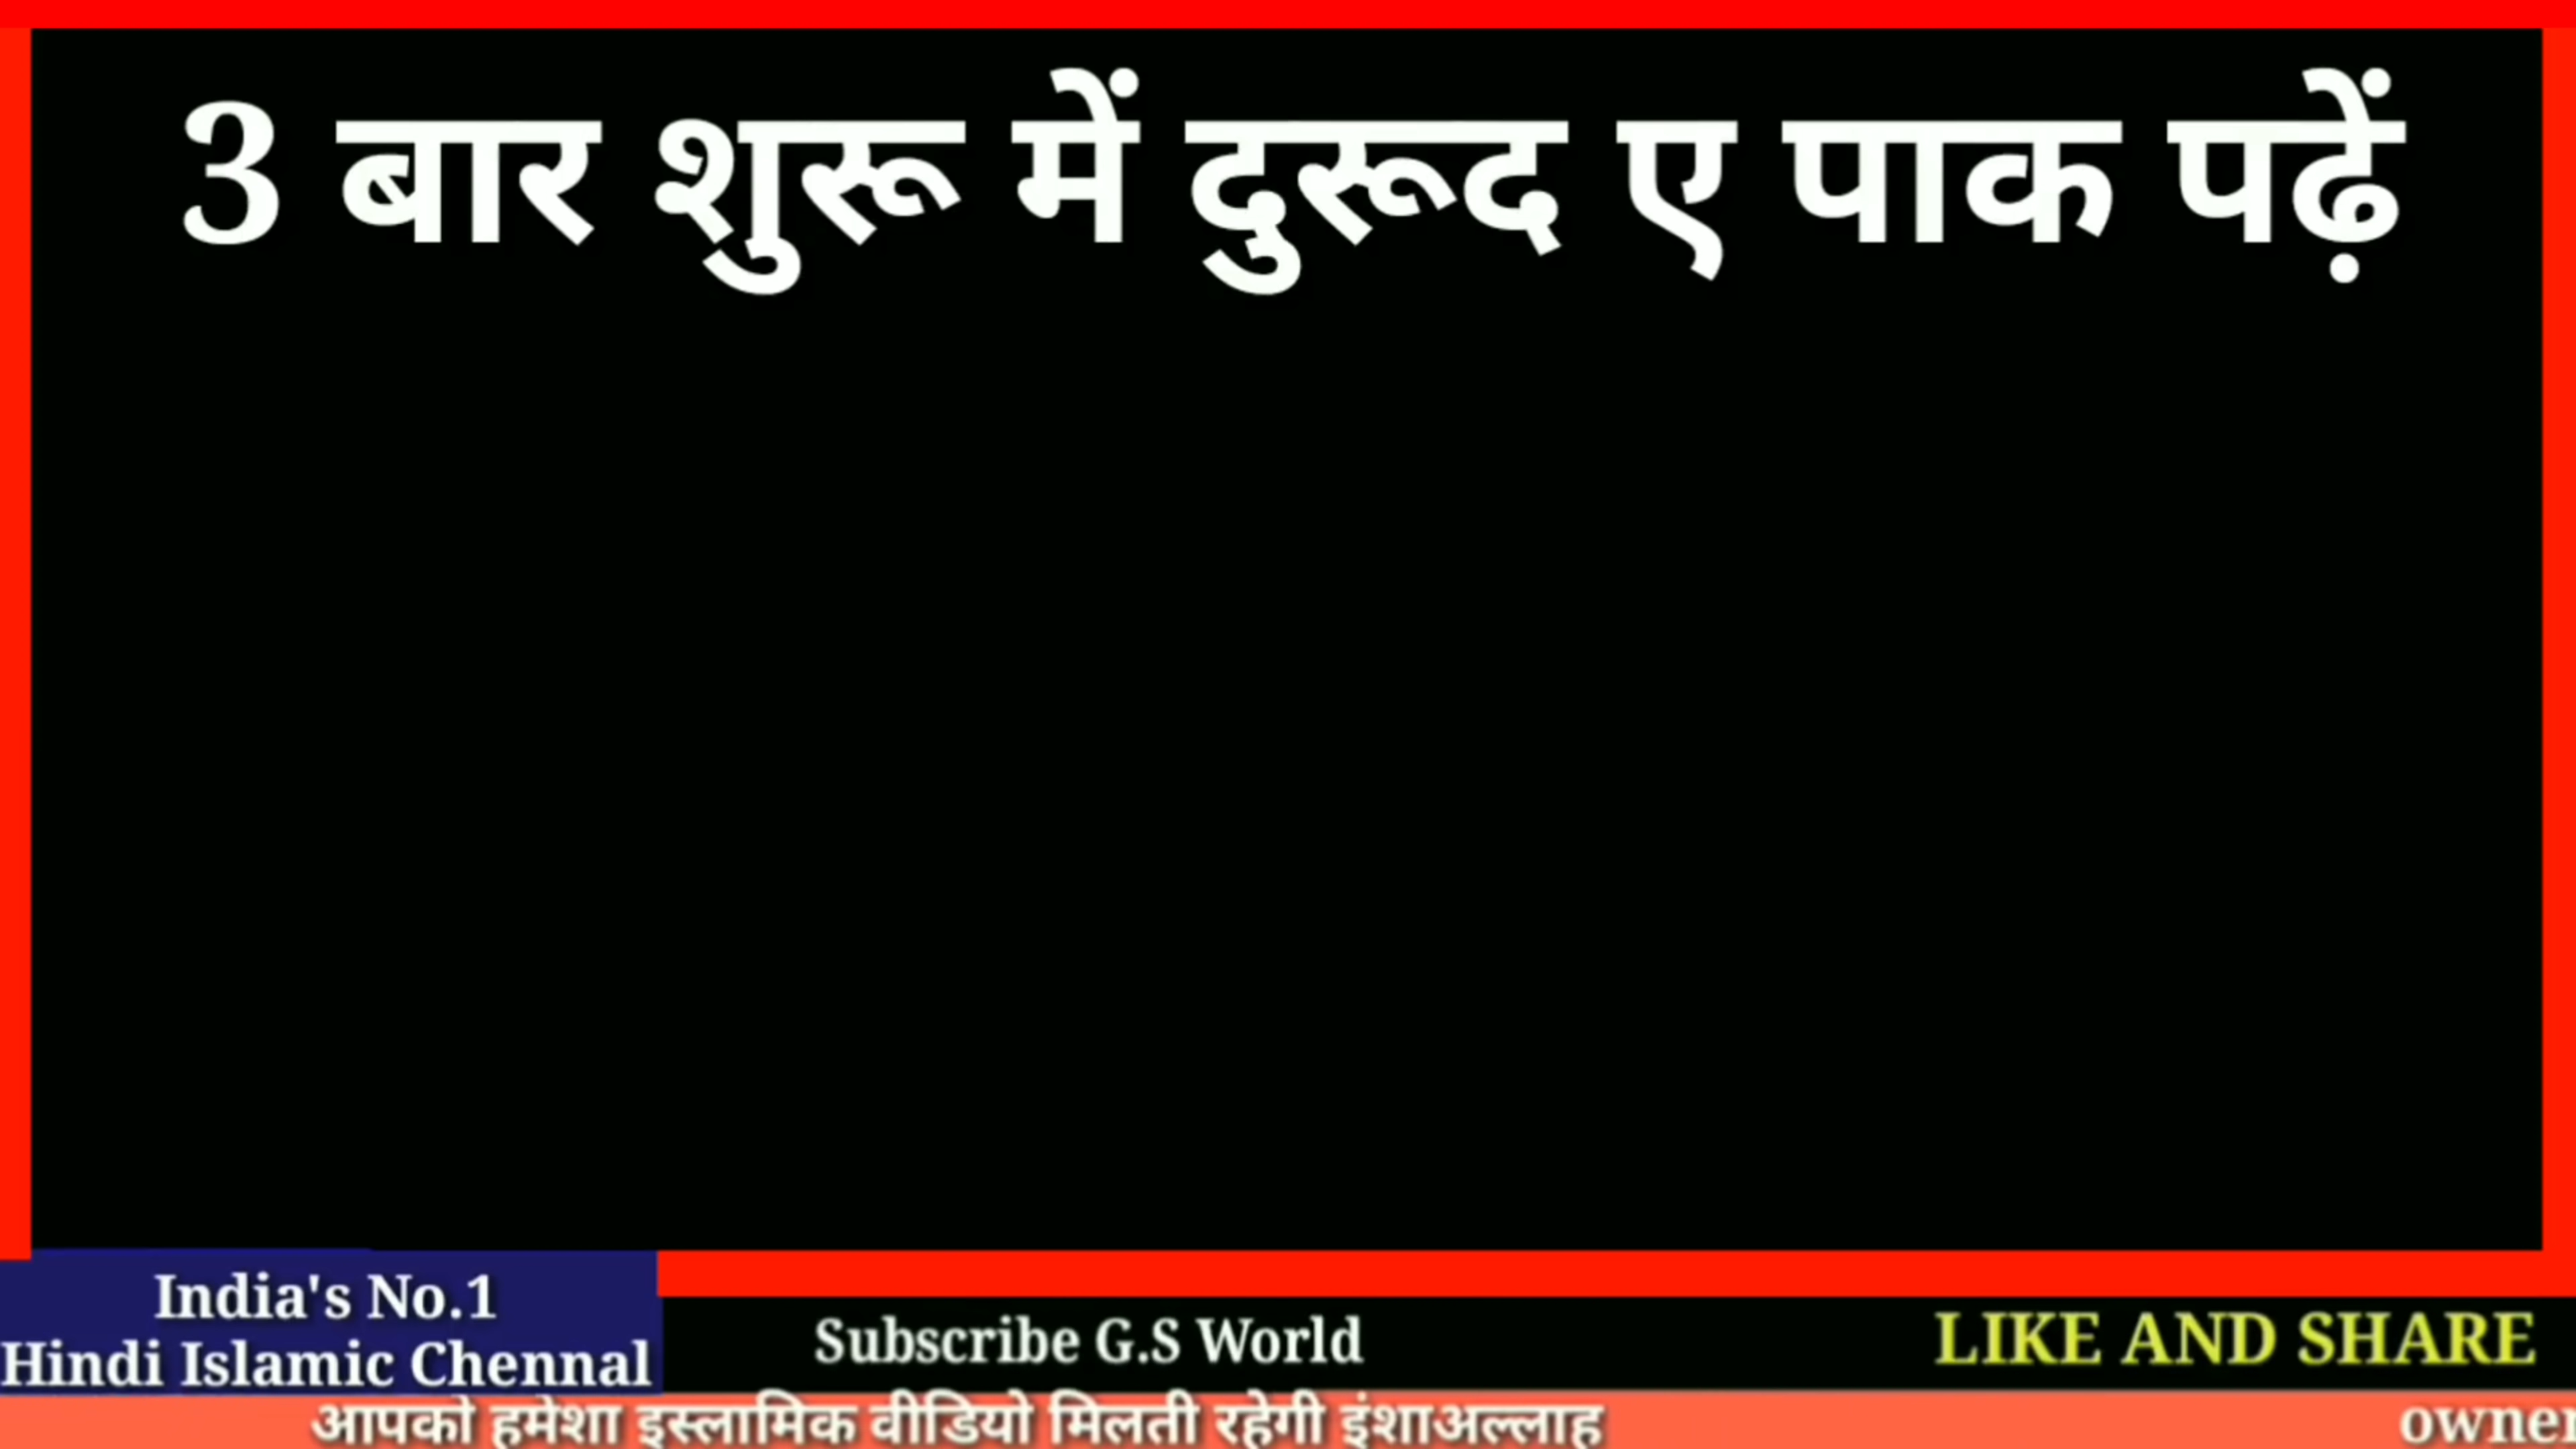 3 बार शुरू में दुरूद ए पाक पढ़ें
India's No.1
Hindi Islamic Chennal
Subscribe G.S World
LIKE AND SHARE
आपको हमेशा इस्लामिक वीडियो मिलती रहेगी इंशाअल्लाह
owner